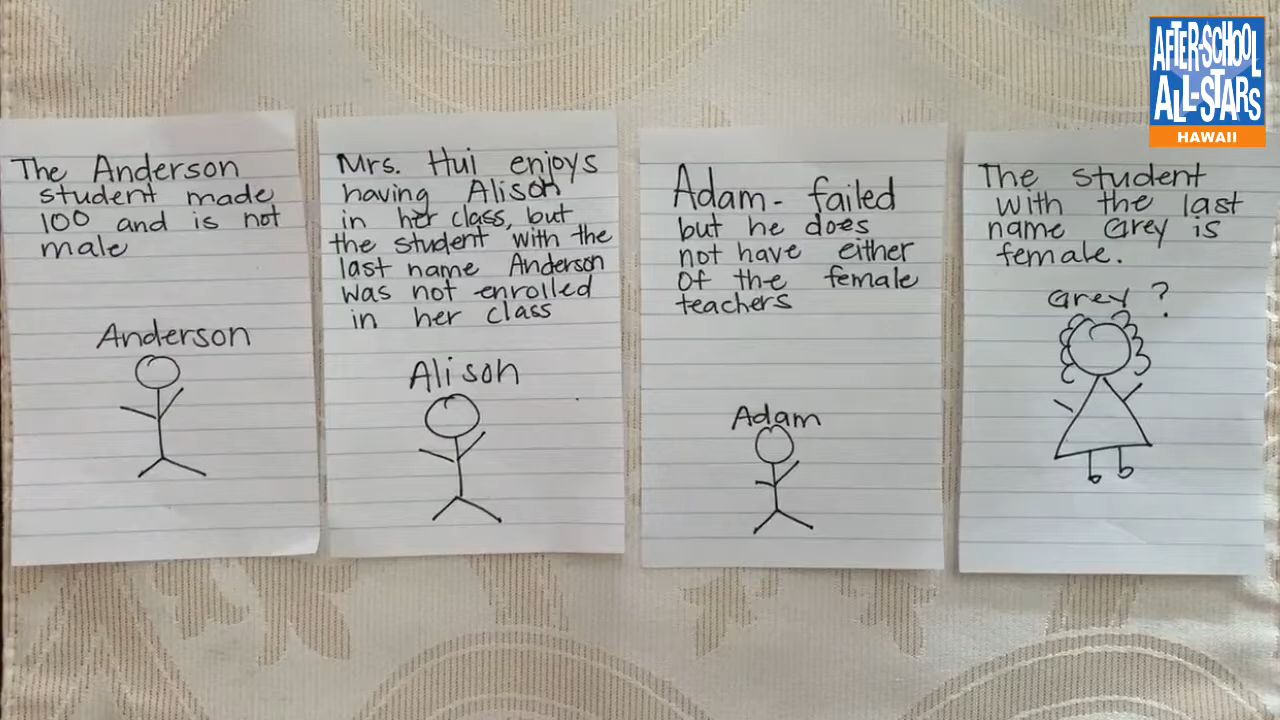 The Anderson
student made
100 and is not
male
Anderson
Mrs. Hui enjoys
having Alison
in her class, but
the student with the
last name Anderson
was not enrolled
in her class
Alison
Adam- failed
but he does
not have either
of the female
teachers
Adam
The student
with the last
name Grey is
female.
Grey ?
AFTER-SCHOOL
ALL-STARS
HAWAII